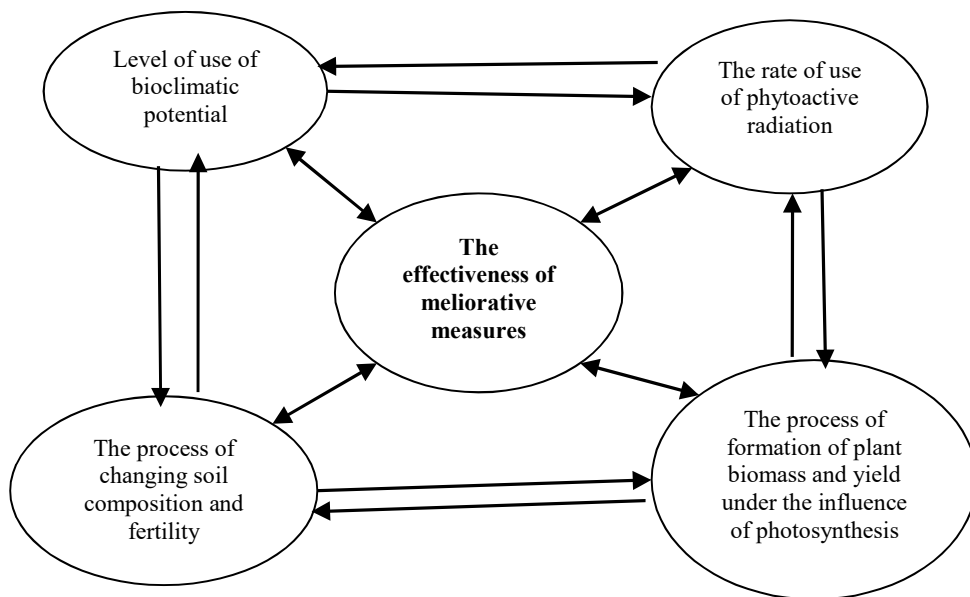 Level of use of
bioclimatic
potential
The rate of use
of phytoactive
radiation
The
effectiveness of
meliorative
measures
The process of
changing soil
composition and
fertility
The process of
formation of plant
biomass and yield
under the influence
of photosynthesis